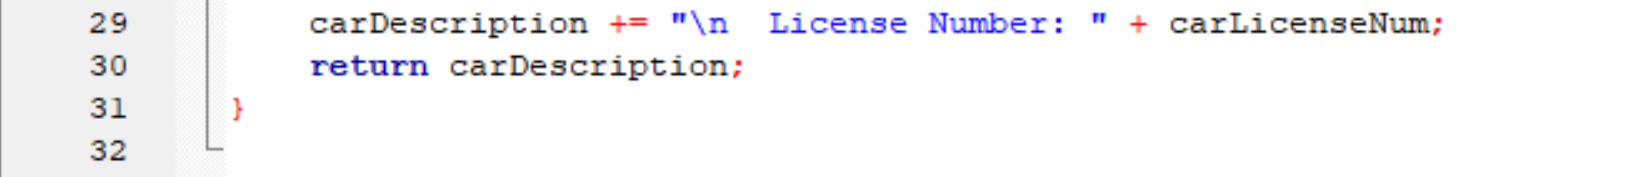 29 carDescription += "\n  License Number: " + carLicenseNum;
30 return carDescription;
31 }
32